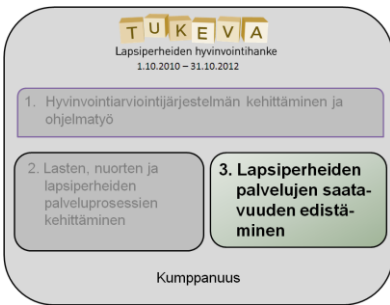 TUKEVA
Lapsiperheiden hyvinvointihanke
1.10.2010 – 31.10.2012
1. Hyvinvointiarviointijärjestelmän kehittäminen ja
ohjelmatyö
2. Lasten, nuorten ja
lapsiperheiden
palveluprosessien
kehittäminen
3. Lapsiperheiden
palvelujen saata-
vuuden edistä-
minen
Kumppanuus